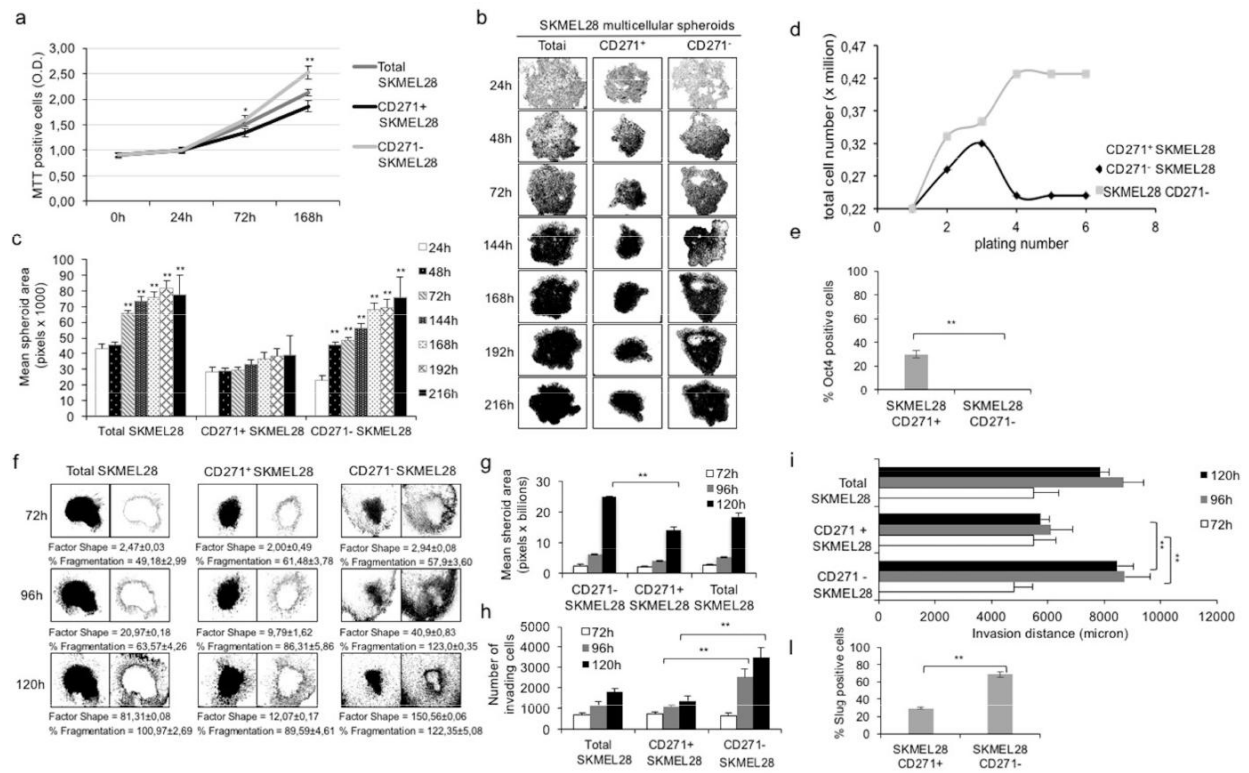 a
MTT positive cells (O.D.)
3,00
2,50
2,00
1,50
1,00
0,50
0,00
0h
24h
72h
168h
*
**
Total
SKMEL28
CD271+
SKMEL28
CD271-
SKMEL28
b
SKMEL28 multicellular spheroids
Total
CD271+
CD271-
24h
48h
72h
144h
168h
192h
216h
c
Mean spheroid area
(pixels x 1000)
100
90
80
70
60
50
40
30
20
10
0
** ** ** ** **
** ** ** ** ** **
Total SKMEL28
CD271+ SKMEL28
CD271- SKMEL28
24h
48h
72h
144h
168h
192h
216h
d
total cell number (x million)
0,47
0,42
0,37
0,32
0,27
0,22
0
2
4
6
8
plating number
CD271+ SKMEL28
CD271- SKMEL28
SKMEL28 CD271-
e
% Oct4 positive cells
100
80
60
40
20
0
**
SKMEL28
CD271+
SKMEL28
CD271-
f
Total SKMEL28
CD271+ SKMEL28
CD271- SKMEL28
72h
Factor Shape = 2,47±0,03
% Fragmentation = 49,18±2,99
Factor Shape = 2,00±0,49
% Fragmentation = 61,48±3,78
Factor Shape = 2,94±0,08
% Fragmentation = 57,9±3,60
96h
Factor Shape = 20,97±0,18
% Fragmentation = 63,57±4,26
Factor Shape = 9,79±1,62
% Fragmentation = 86,31±5,86
Factor Shape = 40,9±0,83
% Fragmentation = 123,0±0,35
120h
Factor Shape = 81,31±0,08
% Fragmentation = 100,97±2,69
Factor Shape = 12,07±0,17
% Fragmentation = 89,59±4,61
Factor Shape = 150,56±0,06
% Fragmentation = 122,35±5,08
g
Mean sheroid area
(pixels x billions)
30
20
10
0
**
72h
96h
120h
CD271-
SKMEL28
CD271+
SKMEL28
Total
SKMEL28
h
Number of
invading cells
5000
4000
3000
2000
1000
0
72h
96h
120h
**
**
Total
SKMEL28
CD271+
SKMEL28
CD271-
SKMEL28
i
Total
SKMEL28
CD271 +
SKMEL28
CD271 -
SKMEL28
**
**
0
2000
4000
6000
8000
10000
12000
Invasion distance (micron)
120h
96h
72h
l
% Slug positive cells
100
80
60
40
20
0
**
SKMEL28
CD271+
SKMEL28
CD271-